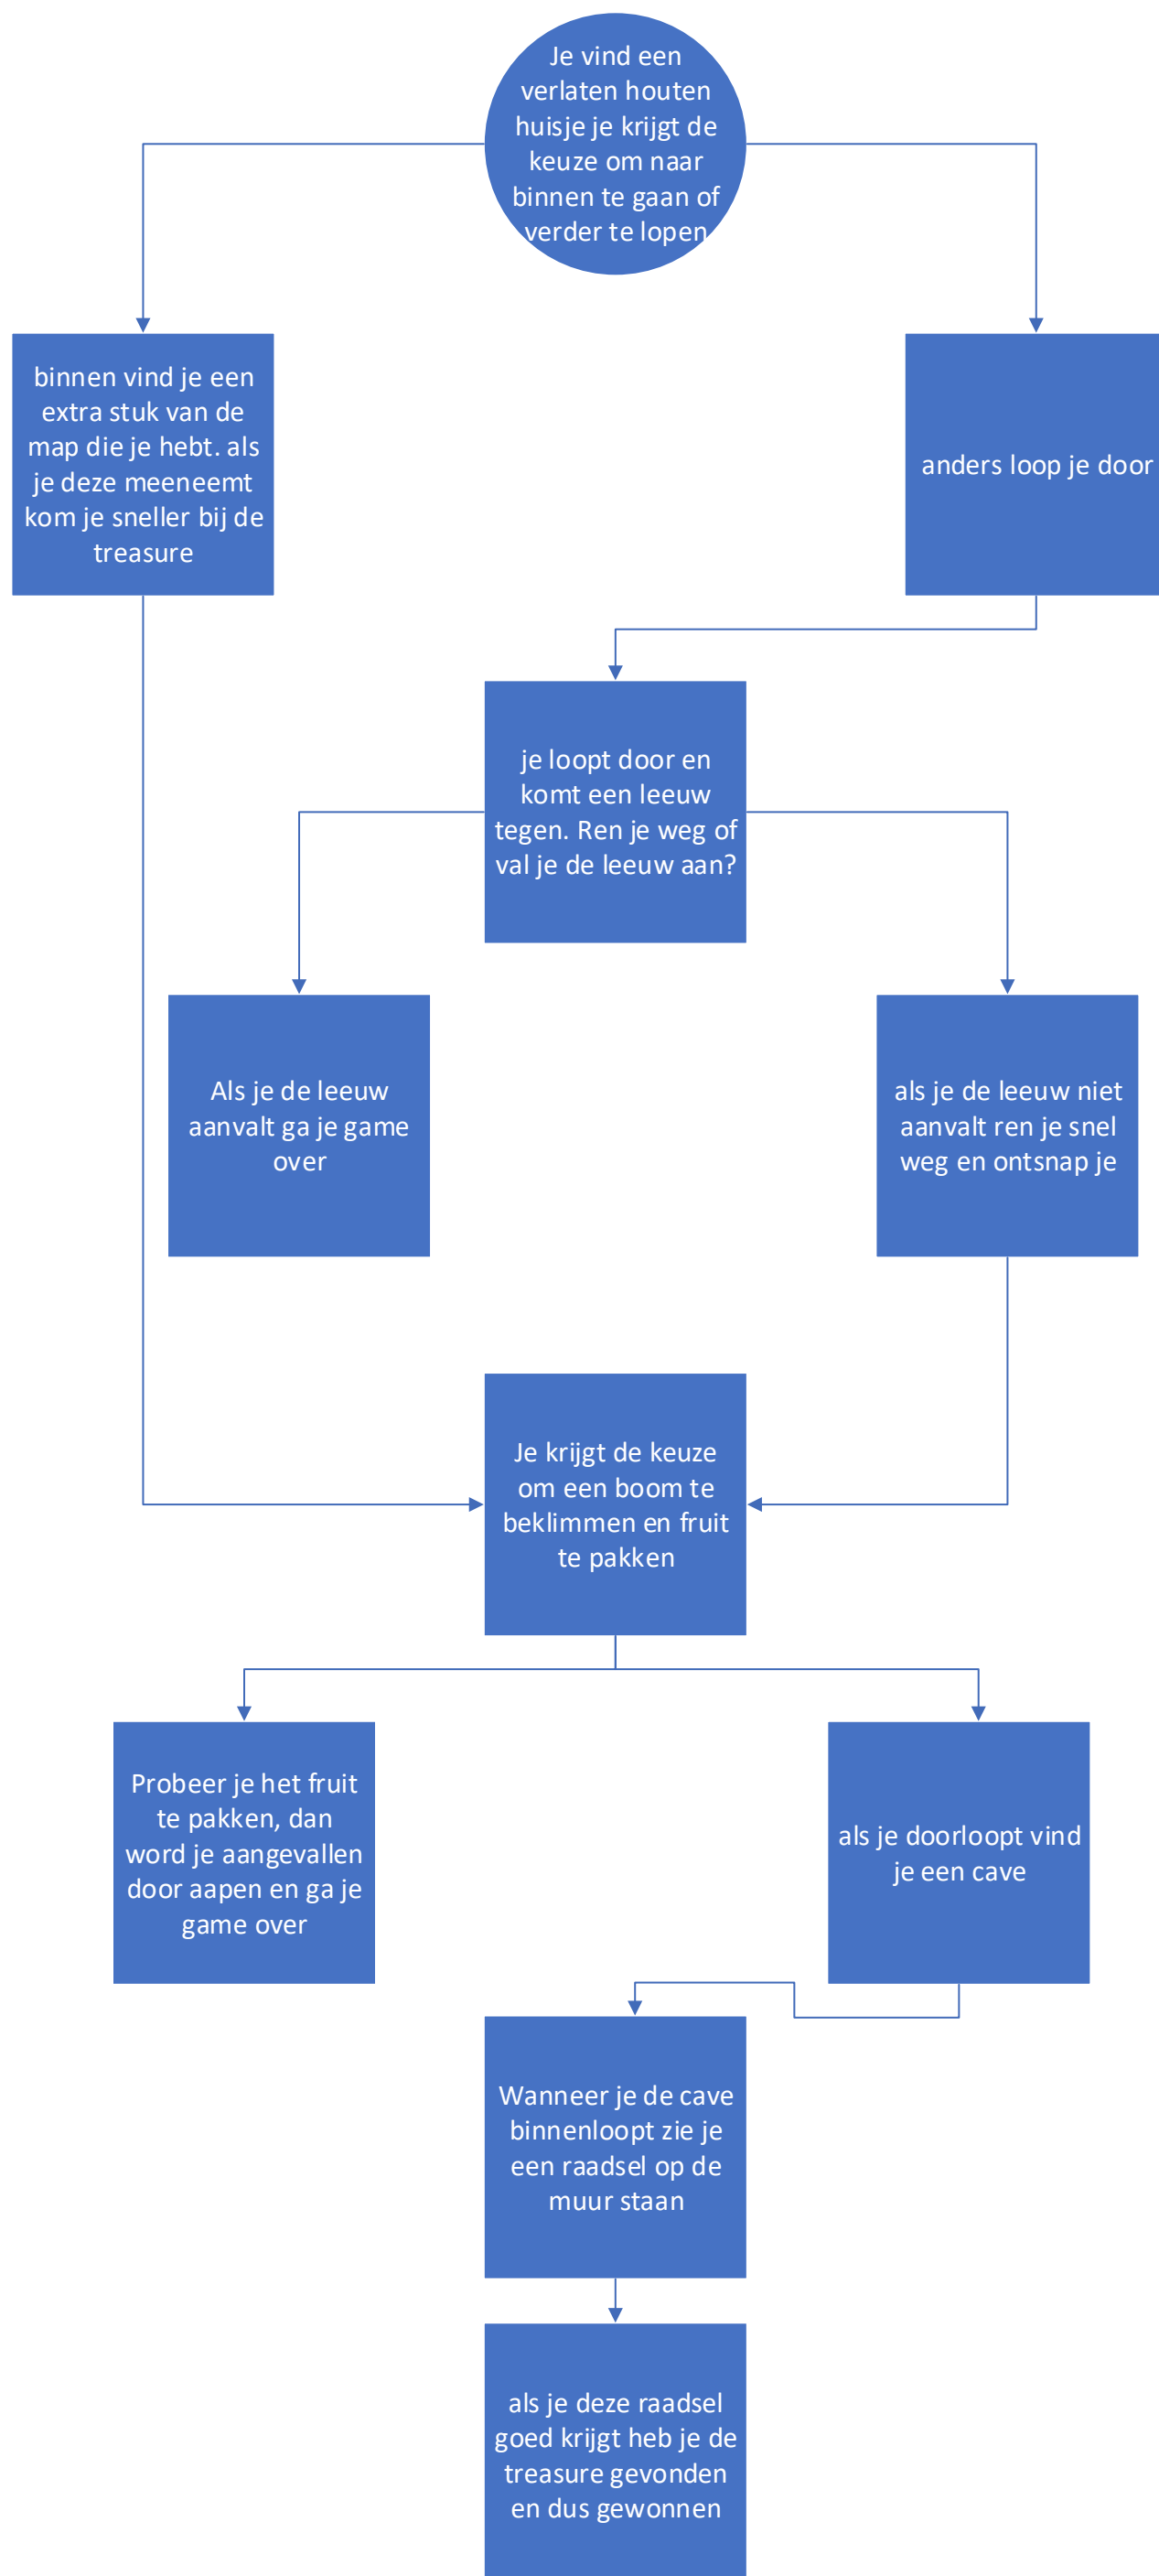 Je vind een
verlaten houten
huisje je krijgt de
keuze om naar
binnen te gaan of
verder te lopen
binnen vind je een
extra stuk van de
map die je hebt. als
je deze meeneemt
kom je sneller bij de
treasure
anders loop je door
je loopt door en
komt een leeuw
tegen. Ren je weg of
val je de leeuw aan?
Als je de leeuw
aanvalt ga je game
over
als je de leeuw niet
aanvalt ren je snel
weg en ontsnap je
Je krijgt de keuze
om een boom te
beklimmen en fruit
te pakken
Probeer je het fruit
te pakken, dan
word je aangevallen
door aapen en ga je
game over
als je doorloopt vind
je een cave
Wanneer je de cave
binnenloopt zie je
een raadsel op de
muur staan
als je deze raadsel
goed krijgt heb je de
treasure gevonden
en dus gewonnen